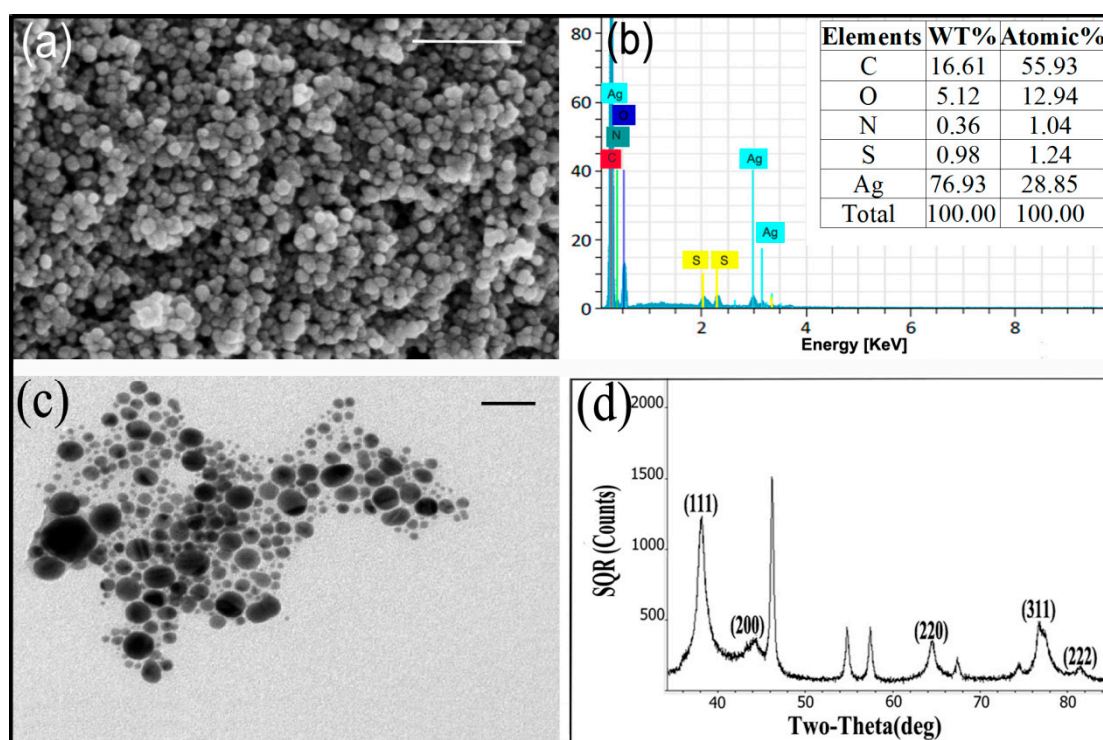 (a)
(b)
80
60
40
20
0
Ag
O
N
C
S
S
Ag
Ag
2
4
6
8
Energy [KeV]
Elements WT% Atomic%
C 16.61 55.93
O 5.12 12.94
N 0.36 1.04
S 0.98 1.24
Ag 76.93 28.85
Total 100.00 100.00
(c)
(d)
2000
1500
1000
500
SQR (Counts)
(111)
(200)
(220)
(311)
(222)
40
50
60
70
80
Two-Theta(deg)